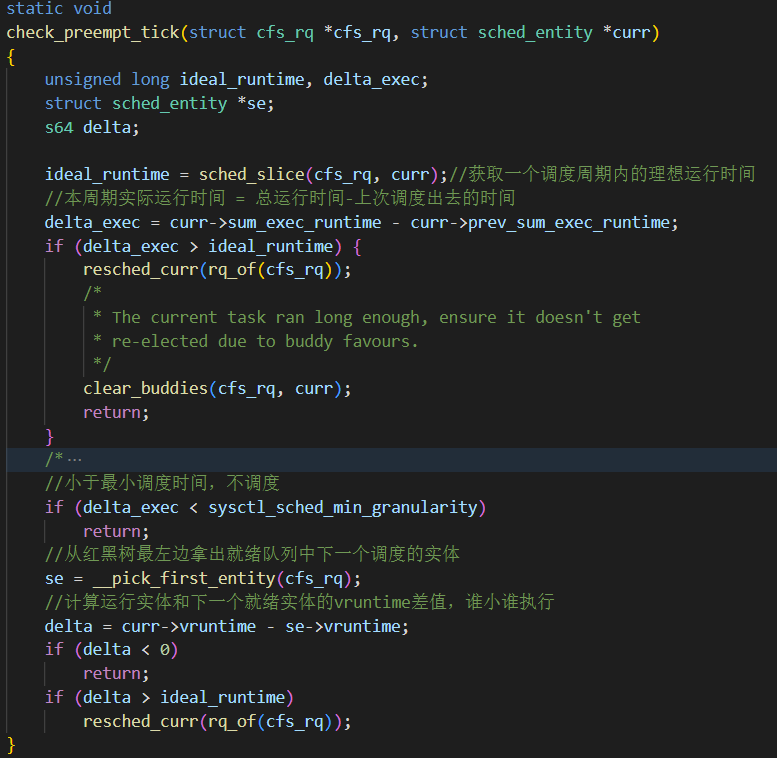 static void
check_preempt_tick(struct cfs_rq *cfs_rq, struct sched_entity *curr)
{
    unsigned long ideal_runtime, delta_exec;
    struct sched_entity *se;
    s64 delta;

    ideal_runtime = sched_slice(cfs_rq, curr);//获取一个调度周期内的理想运行时间
    //本周期实际运行时间 = 总运行时间-上次调度出去的时间
    delta_exec = curr->sum_exec_runtime - curr->prev_sum_exec_runtime;
    if (delta_exec > ideal_runtime) {
        resched_curr(rq_of(cfs_rq));
        /*
         * The current task ran long enough, ensure it doesn't get
         * re-elected due to buddy favours.
         */
        clear_buddies(cfs_rq, curr);
        return;
    }
    /*···
    //小于最小调度时间，不调度
    if (delta_exec < sysctl_sched_min_granularity)
        return;
    //从红黑树最左边拿出就绪队列中下一个调度的实体
    se = __pick_first_entity(cfs_rq);
    //计算运行实体和下一个就绪实体的vruntime差值，谁小谁执行
    delta = curr->vruntime - se->vruntime;
    if (delta < 0)
        return;
    if (delta > ideal_runtime)
        resched_curr(rq_of(cfs_rq));
}